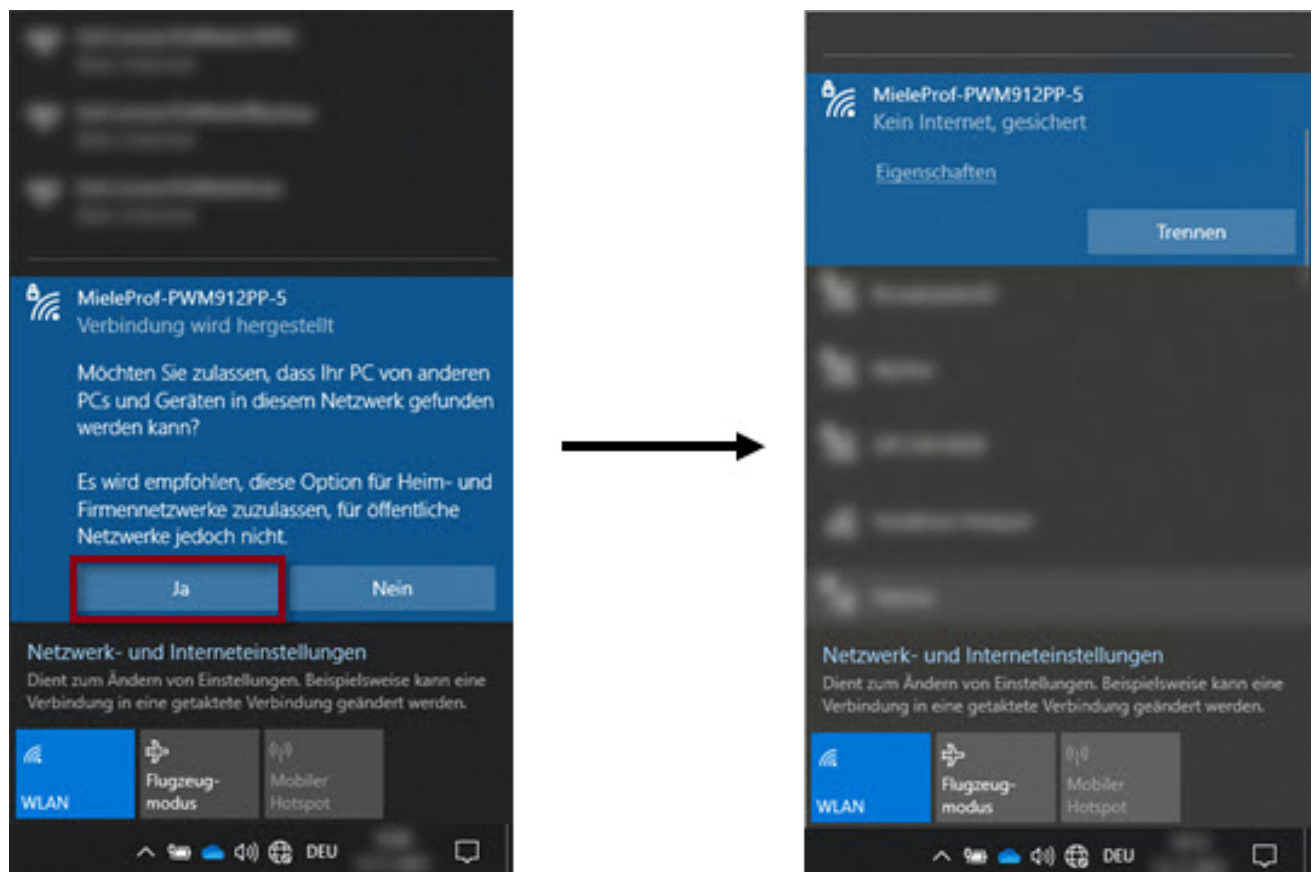 MieleProf-PWM912PP-5
Verbindung wird hergestellt
Möchten Sie zulassen, dass Ihr PC von anderen
PCs und Geräten in diesem Netzwerk gefunden
werden kann?
Es wird empfohlen, diese Option für Heim- und
Firmennetzwerke zuzulassen, für öffentliche
Netzwerke jedoch nicht.
Ja Nein
Netzwerk- und Interneteinstellungen
Dient zum Ändern von Einstellungen. Beispielsweise kann eine
Verbindung in eine getaktete Verbindung geändert werden.
WLAN
Flugzeug-
modus
Mobiler
Hotspot
DEU
MieleProf-PWM912PP-5
Kein Internet, gesichert
Eigenschaften
Trennen
Netzwerk- und Interneteinstellungen
Dient zum Ändern von Einstellungen. Beispielsweise kann eine
Verbindung in eine getaktete Verbindung geändert werden.
WLAN
Flugzeug-
modus
Mobiler
Hotspot
DEU